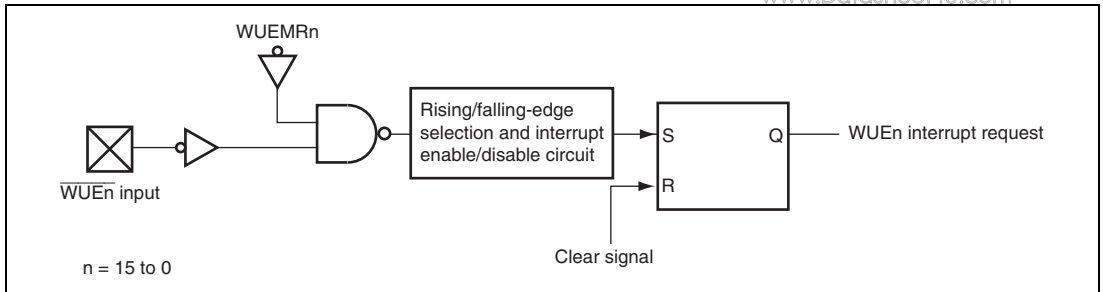 WUEMRn
Rising/falling-edge
selection and interrupt
enable/disable circuit
S
Q
WUEn interrupt request
R
WUEn input
Clear signal
n = 15 to 0